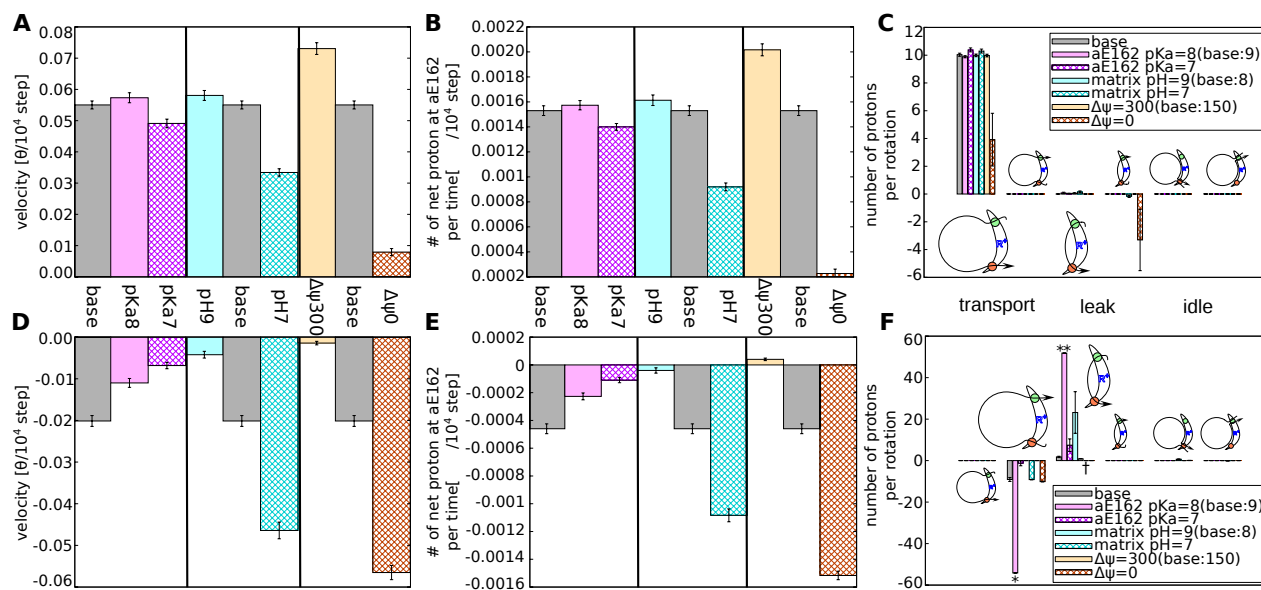 A
velocity [θ/10⁴ step]
0.08
0.07
0.06
0.05
0.04
0.03
0.02
0.01
0.00
base
pKa8
pKa7
pH9
base
pH7
Δψ300
base
Δψ0
B
# of net proton at aE162
per time[ /10⁴ step]
0.0022
0.0020
0.0018
0.0016
0.0014
0.0012
0.0010
0.0008
0.0006
0.0004
0.0002
base
pKa8
pKa7
pH9
base
pH7
Δψ300
base
Δψ0
C
number of protons
per rotation
12
10
8
6
4
2
0
-2
-4
-6
base
aE162 pKa=8(base:9)
aE162 pKa=7
matrix pH=9(base:8)
matrix pH=7
Δψ=300(base:150)
Δψ=0
transport
leak
idle
D
velocity [θ/10⁴ step]
0.00
-0.01
-0.02
-0.03
-0.04
-0.05
-0.06
E
# of net proton at aE162
per time[ /10⁴ step]
0.0002
0
-0.0002
-0.0004
-0.0006
-0.0008
-0.0010
-0.0012
-0.0014
-0.0016
F
number of protons
per rotation
60
40
20
0
-20
-40
-60
**
†
*
base
aE162 pKa=8(base:9)
aE162 pKa=7
matrix pH=9(base:8)
matrix pH=7
Δψ=300(base:150)
Δψ=0